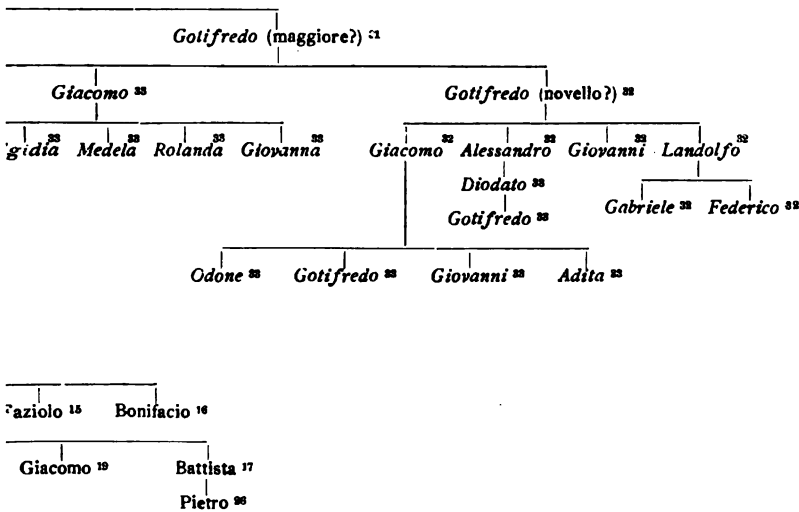 Gotifredo (maggiore?) 31
Giacomo 33 Gotifredo (novello?) 32
gidia 33 Medela 33 Rolanda 33 Giovanna 33 Giacomo 32 Alessandro 32 Giovanni 32 Landolfo 32
Diodato 33 Gabriele 32 Federico 32
Gotifredo 33
Odone 33 Gotifredo 33 Giovanni 33 Adita 33
Faziolo 15 Bonifacio 16
Giacomo 19 Battista 17
Pietro 26